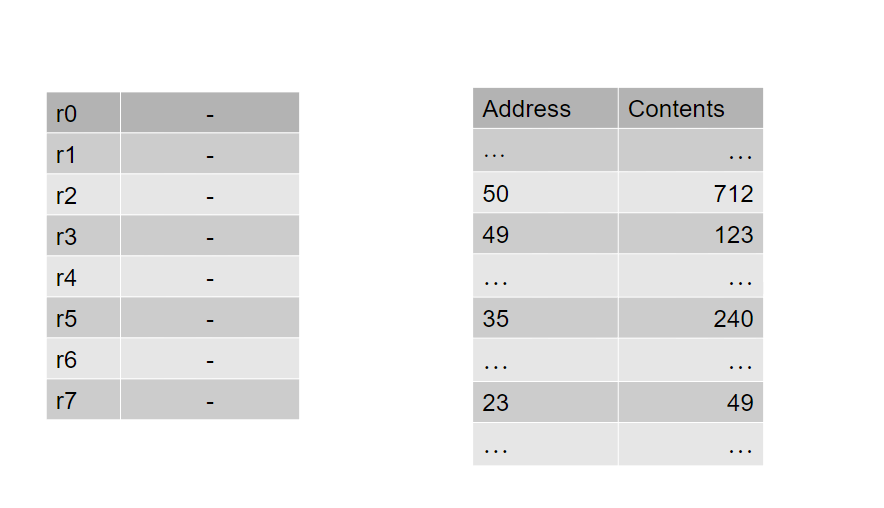 r0 -
r1 -
r2 -
r3 -
r4 -
r5 -
r6 -
r7 -
Address Contents
… …
50 712
49 123
… …
35 240
… …
23 49
… …